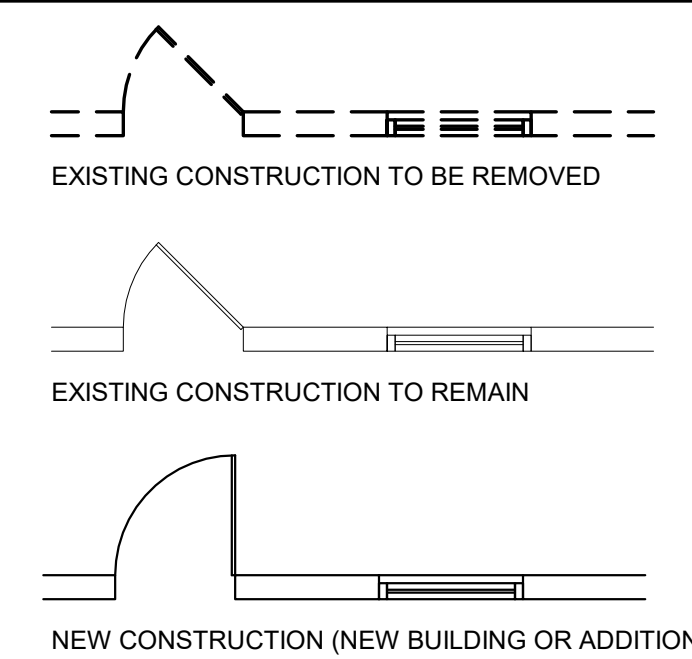 EXISTING CONSTRUCTION TO BE REMOVED
EXISTING CONSTRUCTION TO REMAIN
NEW CONSTRUCTION (NEW BUILDING OR ADDITION